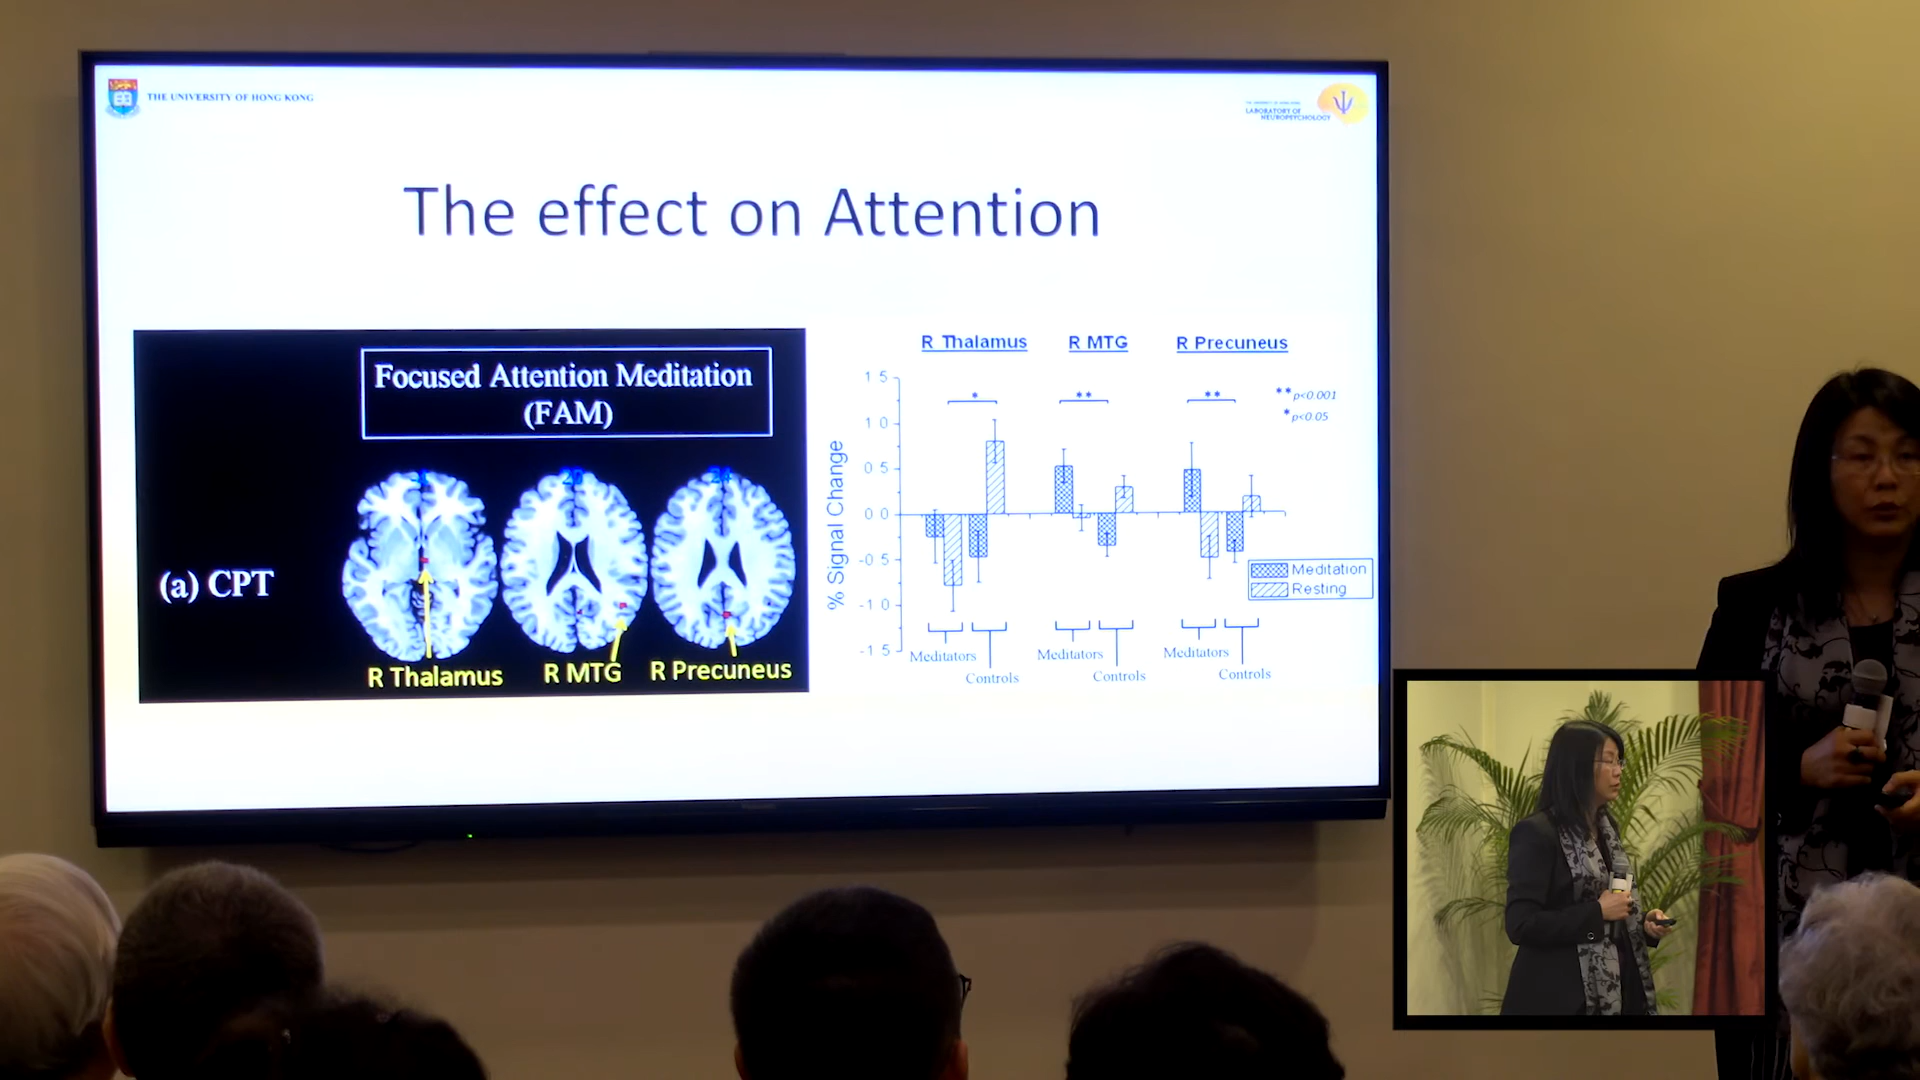 THE UNIVERSITY OF HONG KONG
LABORATORY OF
NEUROPSYCHOLOGY
The effect on Attention
Focused Attention Meditation
(FAM)
20
24
(a) CPT
R Thalamus
R MTG
R Precuneus
R Thalamus
R MTG
R Precuneus
% Signal Change
1 5
1 0
0 5
0 0
-0 5
-1 0
-1 5
*
**
**
** p<0.001
* p<0.05
Meditation
Resting
Meditators
Controls
Meditators
Controls
Meditators
Controls